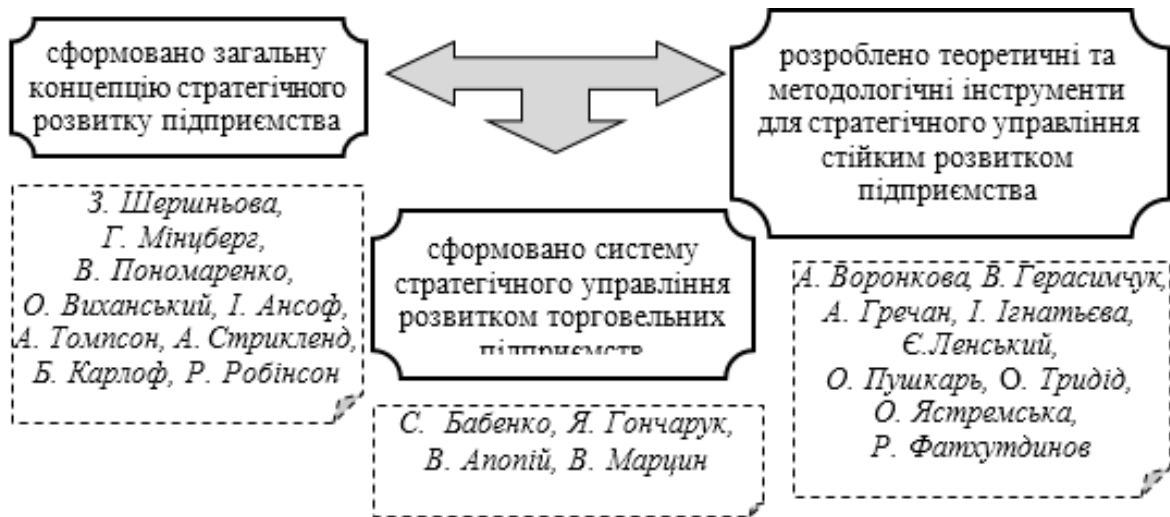 сформовано загальну
концепцію стратегічного
розвитку підприємства
З. Шершньова,
Г. Мінцберг,
В. Пономаренко,
О. Виханський, І. Ансоф,
А. Томпсон, А. Стрикленд,
Б. Карлоф, Р. Робінсон
сформовано систему
стратегічного управління
розвитком торговельних
підприємств
С. Бабенко, Я. Гончарук,
В. Апопій, В. Марцин
розроблено теоретичні та
методологічні інструменти
для стратегічного управління
стійким розвитком
підприємства
А. Воронкова, В. Герасимчук,
А. Гречан, І. Ігнатьєва,
Є.Ленський,
О. Пушкарь, О. Тридід,
О. Ястремська,
Р. Фатхутдинов